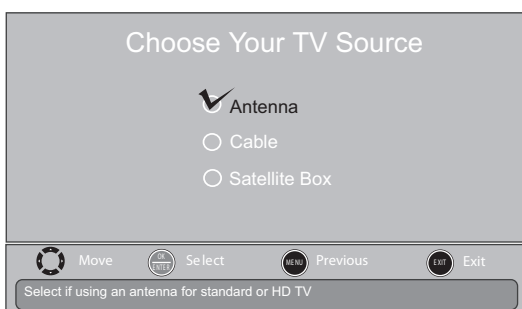 Choose Your TV Source
Antenna
Cable
Satellite Box
Move OK ENTER Select MENU Previous EXIT Exit
Select if using an antenna for standard or HD TV